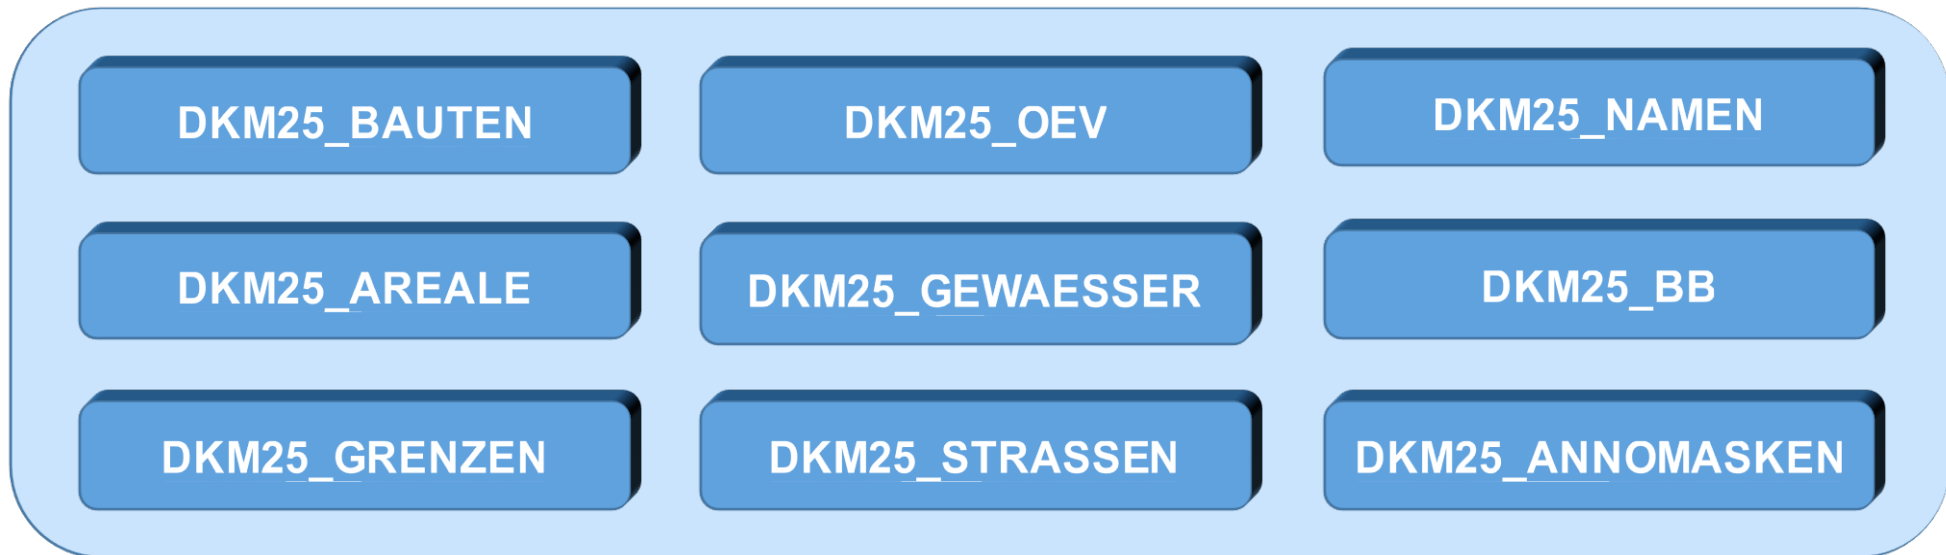 DKM25_BAUTEN
DKM25_OEV
DKM25_NAMEN
DKM25_AREALE
DKM25_GEWAESSER
DKM25_BB
DKM25_GRENZEN
DKM25_STRASSEN
DKM25_ANNOMASKEN